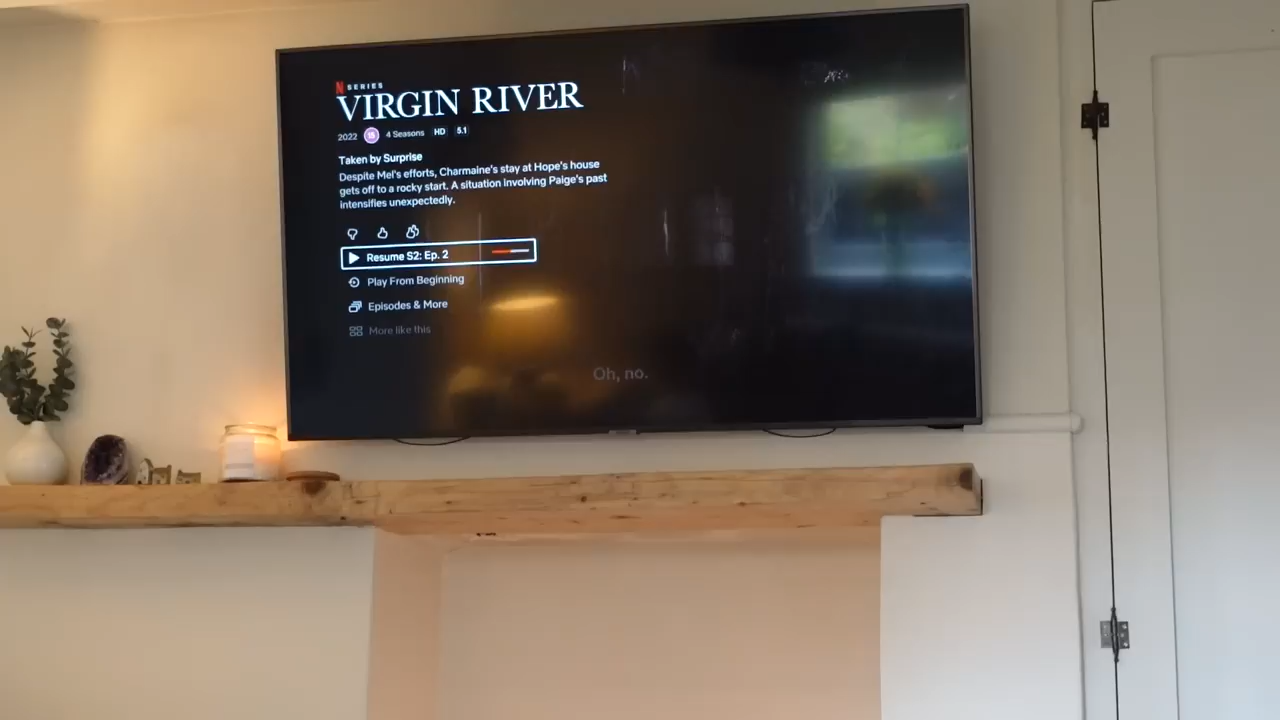 N SERIES
VIRGIN RIVER
2022 15 4 Seasons HD 5.1
Taken by Surprise
Despite Mel's efforts, Charmaine's stay at Hope's house
gets off to a rocky start. A situation involving Paige's past
intensifies unexpectedly.
Resume S2: Ep. 2
Play From Beginning
Episodes & More
More like this
Oh, no.